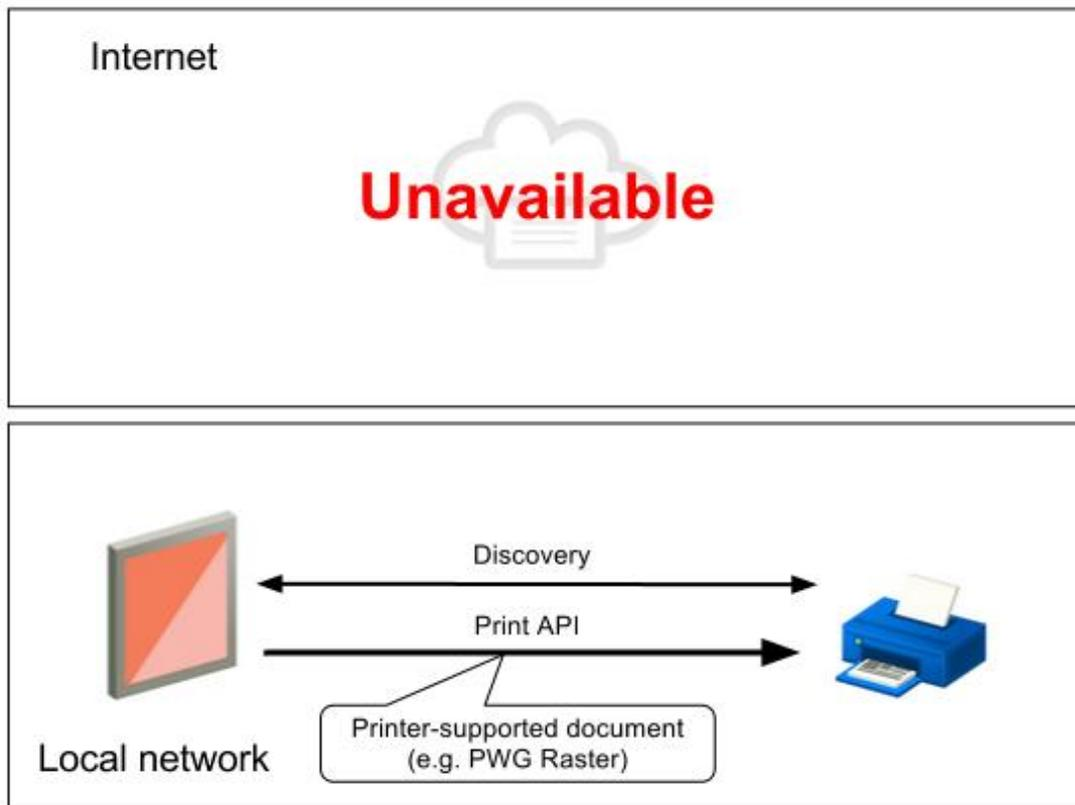 Internet
Unavailable
Discovery
Print API
Printer-supported document
(e.g. PWG Raster)
Local network